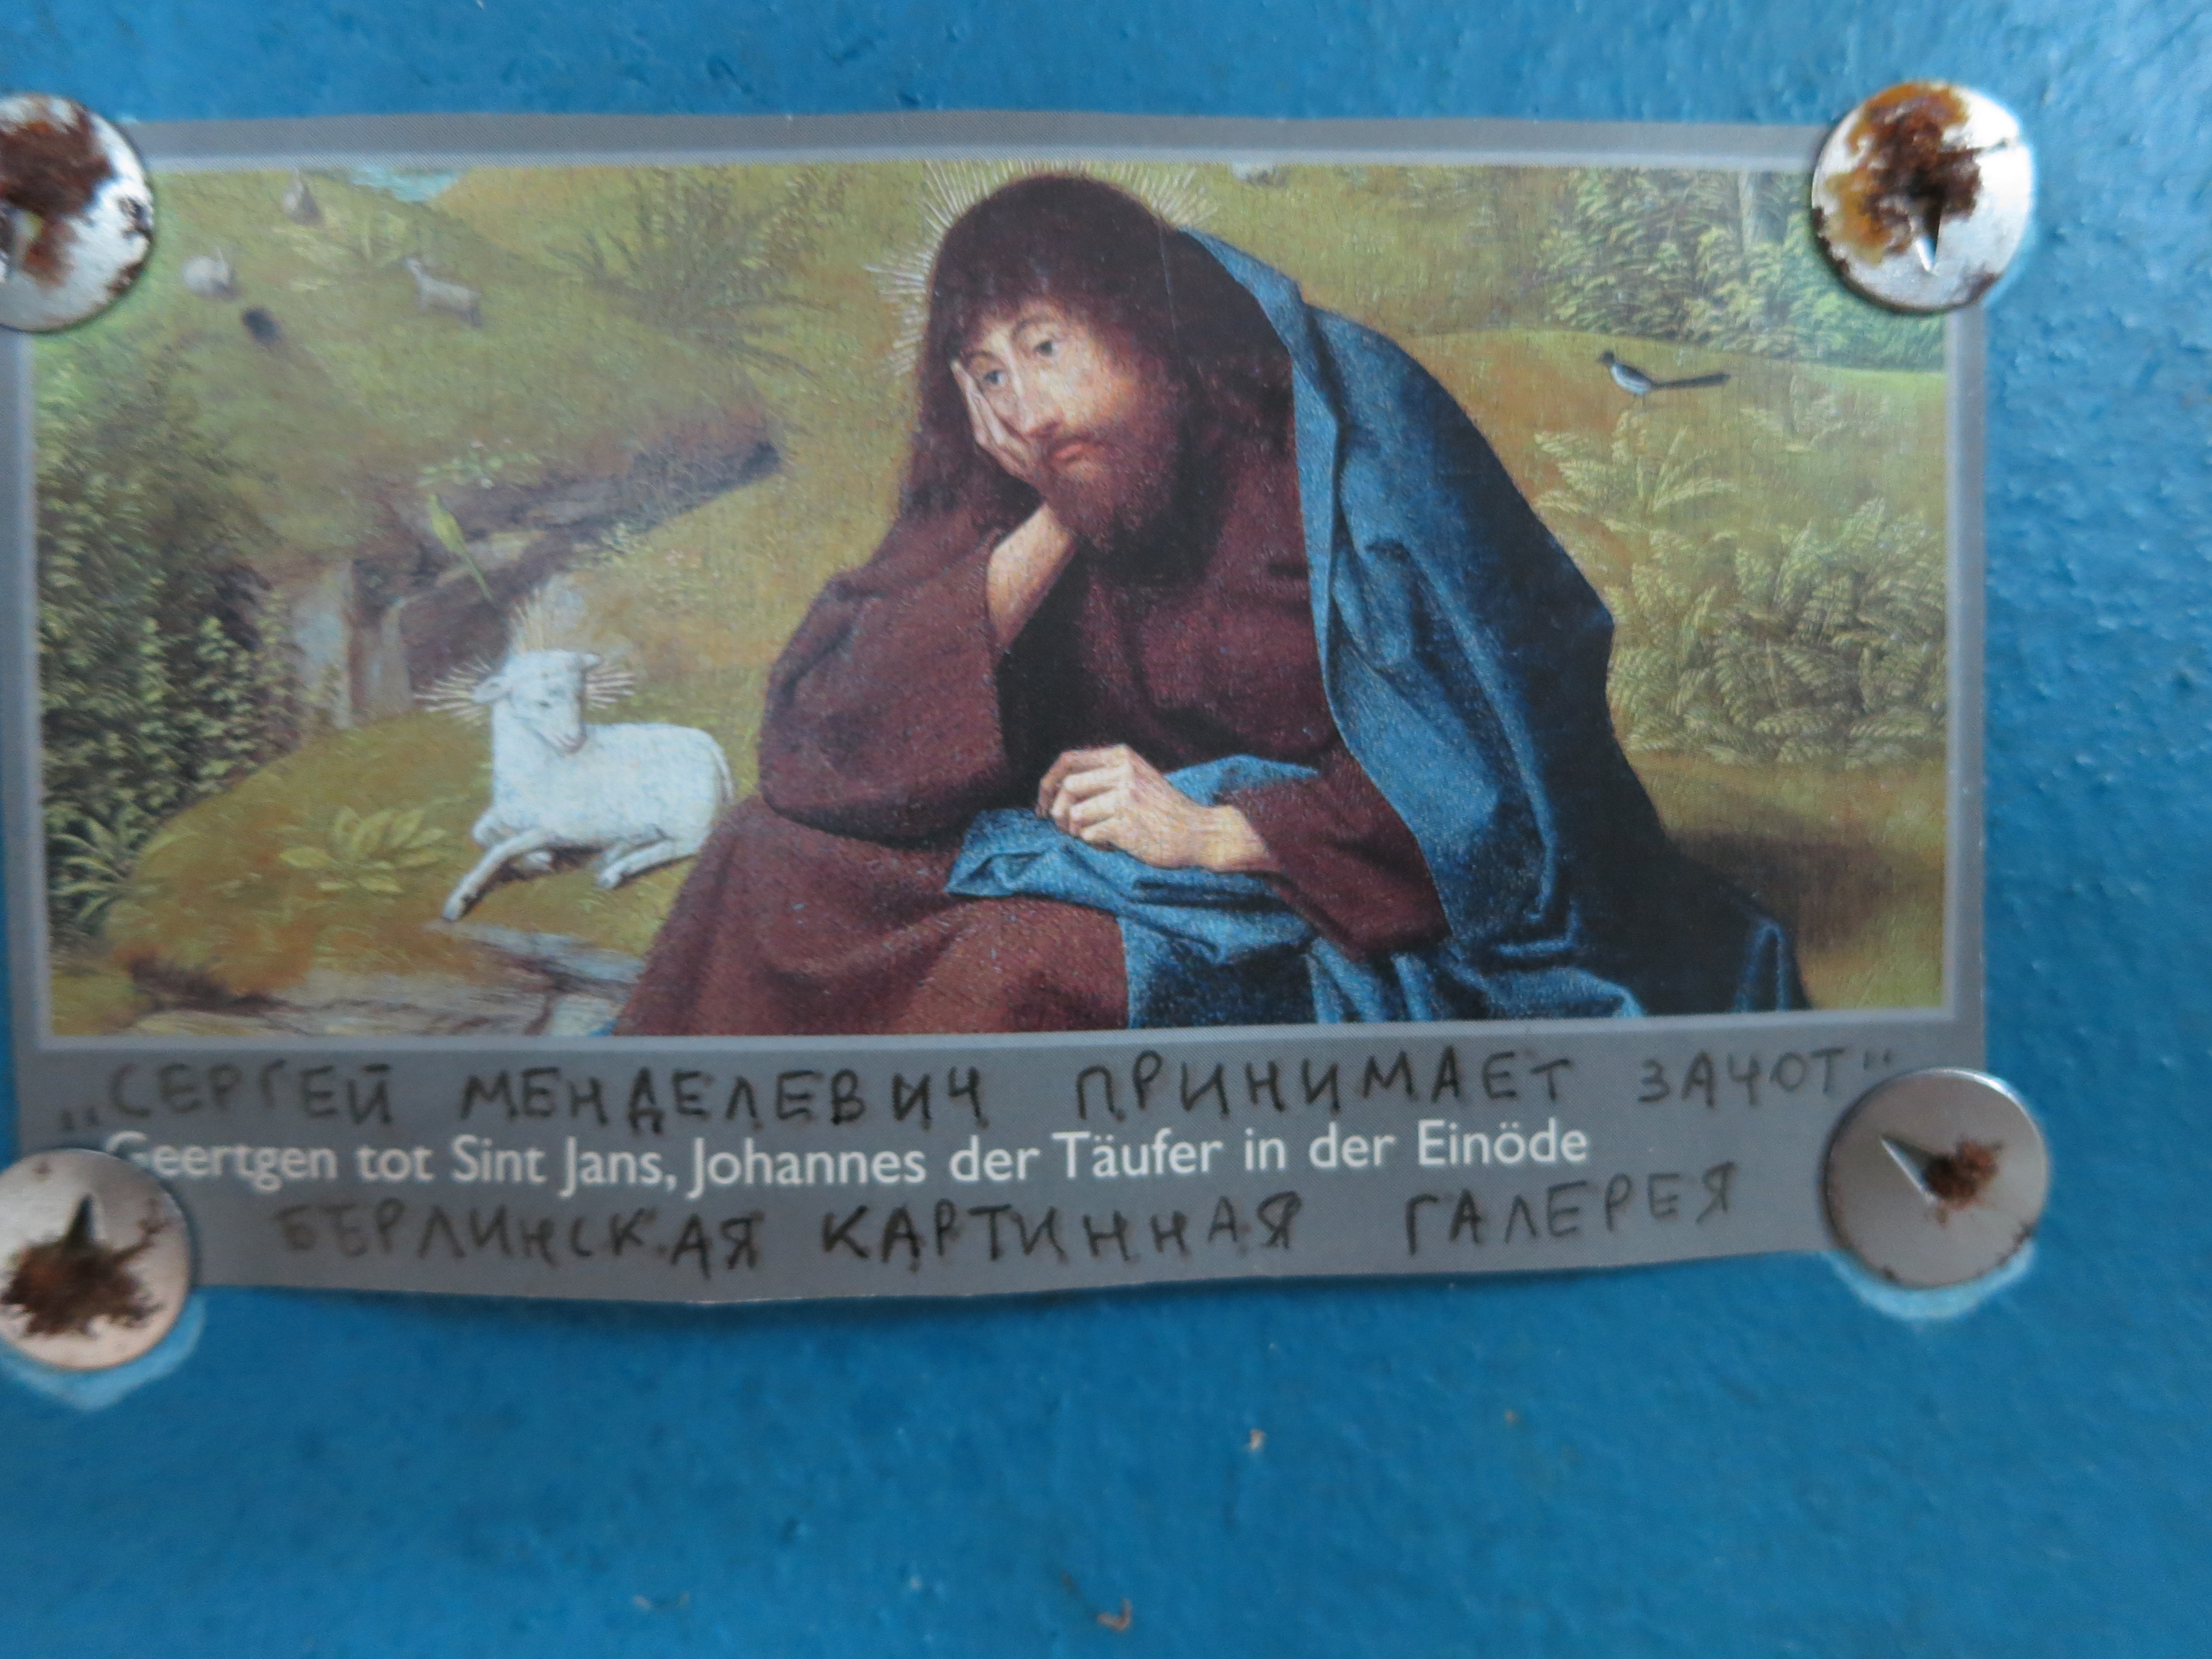 „СЕРГЕЙ МЕНДЕЛЕВИЧ ПРИНИМАЕТ ЗАЧОТ"
Geertgen tot Sint Jans, Johannes der Täufer in der Einöde
БЕРЛИНСКАЯ КАРТИННАЯ ГАЛЕРЕЯ